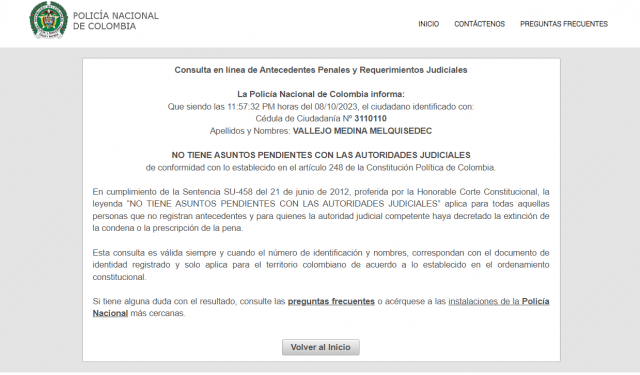 POLICÍA NACIONAL
DE COLOMBIA
INICIO CONTÁCTENOS PREGUNTAS FRECUENTES
Consulta en línea de Antecedentes Penales y Requerimientos Judiciales
La Policía Nacional de Colombia informa:
Que siendo las 11:57:32 PM horas del 08/10/2023, el ciudadano identificado con:
Cédula de Ciudadanía Nº 3110110
Apellidos y Nombres: VALLEJO MEDINA MELQUISEDEC
NO TIENE ASUNTOS PENDIENTES CON LAS AUTORIDADES JUDICIALES
de conformidad con lo establecido en el artículo 248 de la Constitución Política de Colombia.
En cumplimiento de la Sentencia SU-458 del 21 de junio de 2012, proferida por la Honorable Corte Constitucional, la
leyenda "NO TIENE ASUNTOS PENDIENTES CON LAS AUTORIDADES JUDICIALES" aplica para todas aquellas
personas que no registran antecedentes y para quienes la autoridad judicial competente haya decretado la extinción de
la condena o la prescripción de la pena.
Esta consulta es válida siempre y cuando el número de identificación y nombres, correspondan con el documento de
identidad registrado y solo aplica para el territorio colombiano de acuerdo a lo establecido en el ordenamiento
constitucional.
Si tiene alguna duda con el resultado, consulte las preguntas frecuentes o acérquese a las instalaciones de la Policía
Nacional más cercanas.
Volver al Inicio